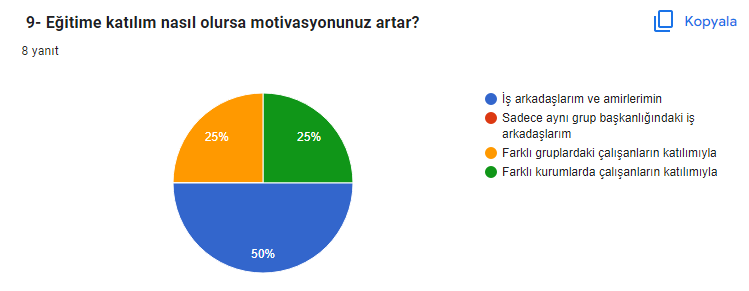 9- Eğitime katılım nasıl olursa motivasyonunuz artar?
Kopyala
8 yanıt
25%
25%
50%
İş arkadaşlarım ve amirlerimin
Sadece aynı grup başkanlığındaki iş
arkadaşlarım
Farklı gruplardaki çalışanların katılımıyla
Farklı kurumlarda çalışanların katılımıyla